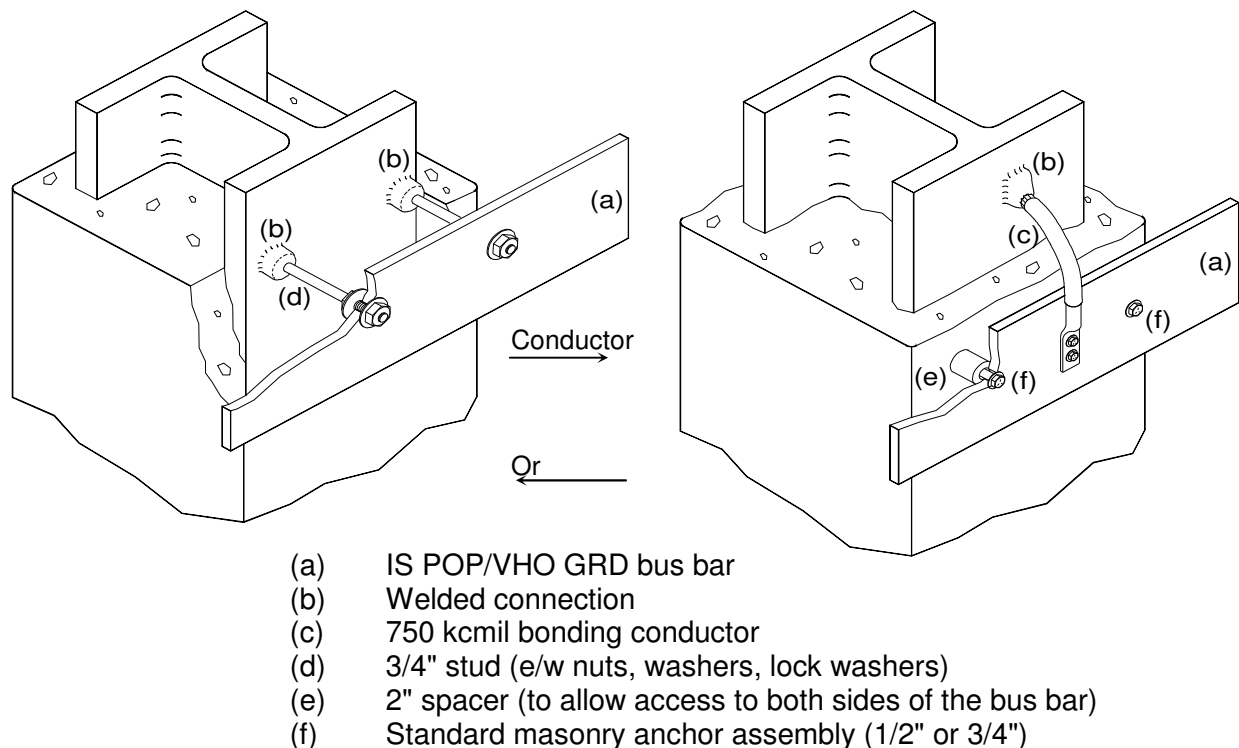 (b)
(a)
(b)
(d)
Conductor
Or
(b)
(c)
(a)
(f)
(e)
(f)
(a) IS POP/VHO GRD bus bar
(b) Welded connection
(c) 750 kcmil bonding conductor
(d) 3/4" stud (e/w nuts, washers, lock washers)
(e) 2" spacer (to allow access to both sides of the bus bar)
(f) Standard masonry anchor assembly (1/2" or 3/4")